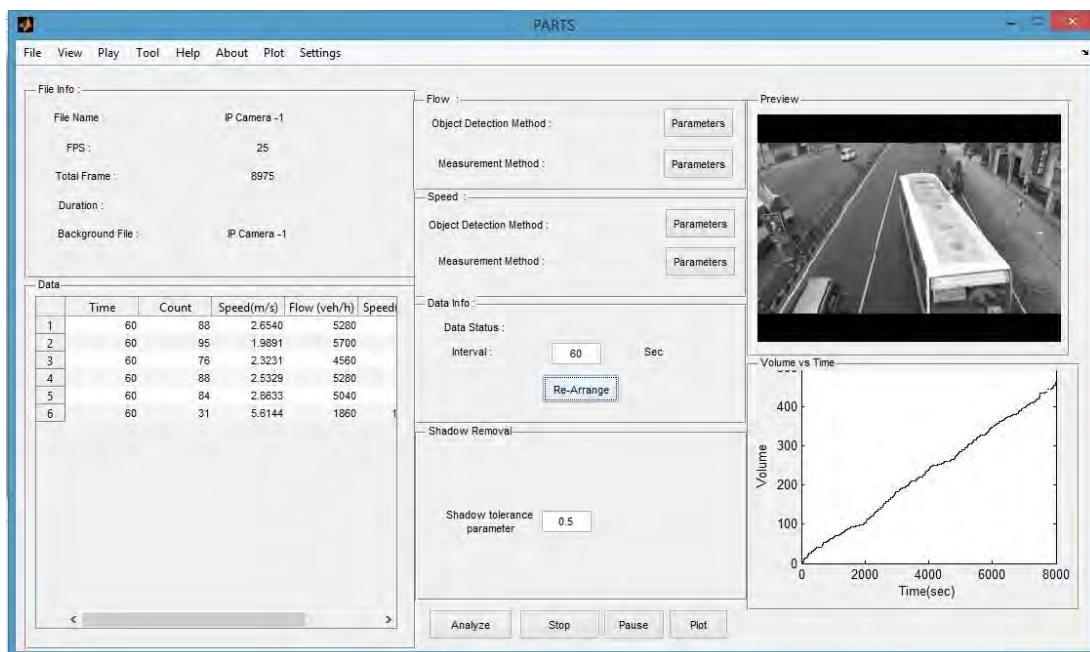 PARTS
File View Play Tool Help About Plot Settings
File Info :
File Name : IP Camera -1
FPS : 25
Total Frame : 8975
Duration :
Background File : IP Camera -1
Data
Time Count Speed(m/s) Flow (veh/h) Speed(
1 60 88 2.6540 5280
2 60 95 1.9891 5700
3 60 76 2.3231 4560
4 60 88 2.5329 5280
5 60 84 2.8633 5040
6 60 31 5.6144 1860 1
Flow :
Object Detection Method : Parameters
Measurement Method : Parameters
Speed :
Object Detection Method : Parameters
Measurement Method : Parameters
Data Info :
Data Status :
Interval : 60 Sec
Re-Arrange
Shadow Removal
Shadow tolerance
parameter 0.5
Analyze Stop Pause Plot
Preview
Volume vs Time
400
300
200
100
0
Volume
0 2000 4000 6000 8000
Time(sec)